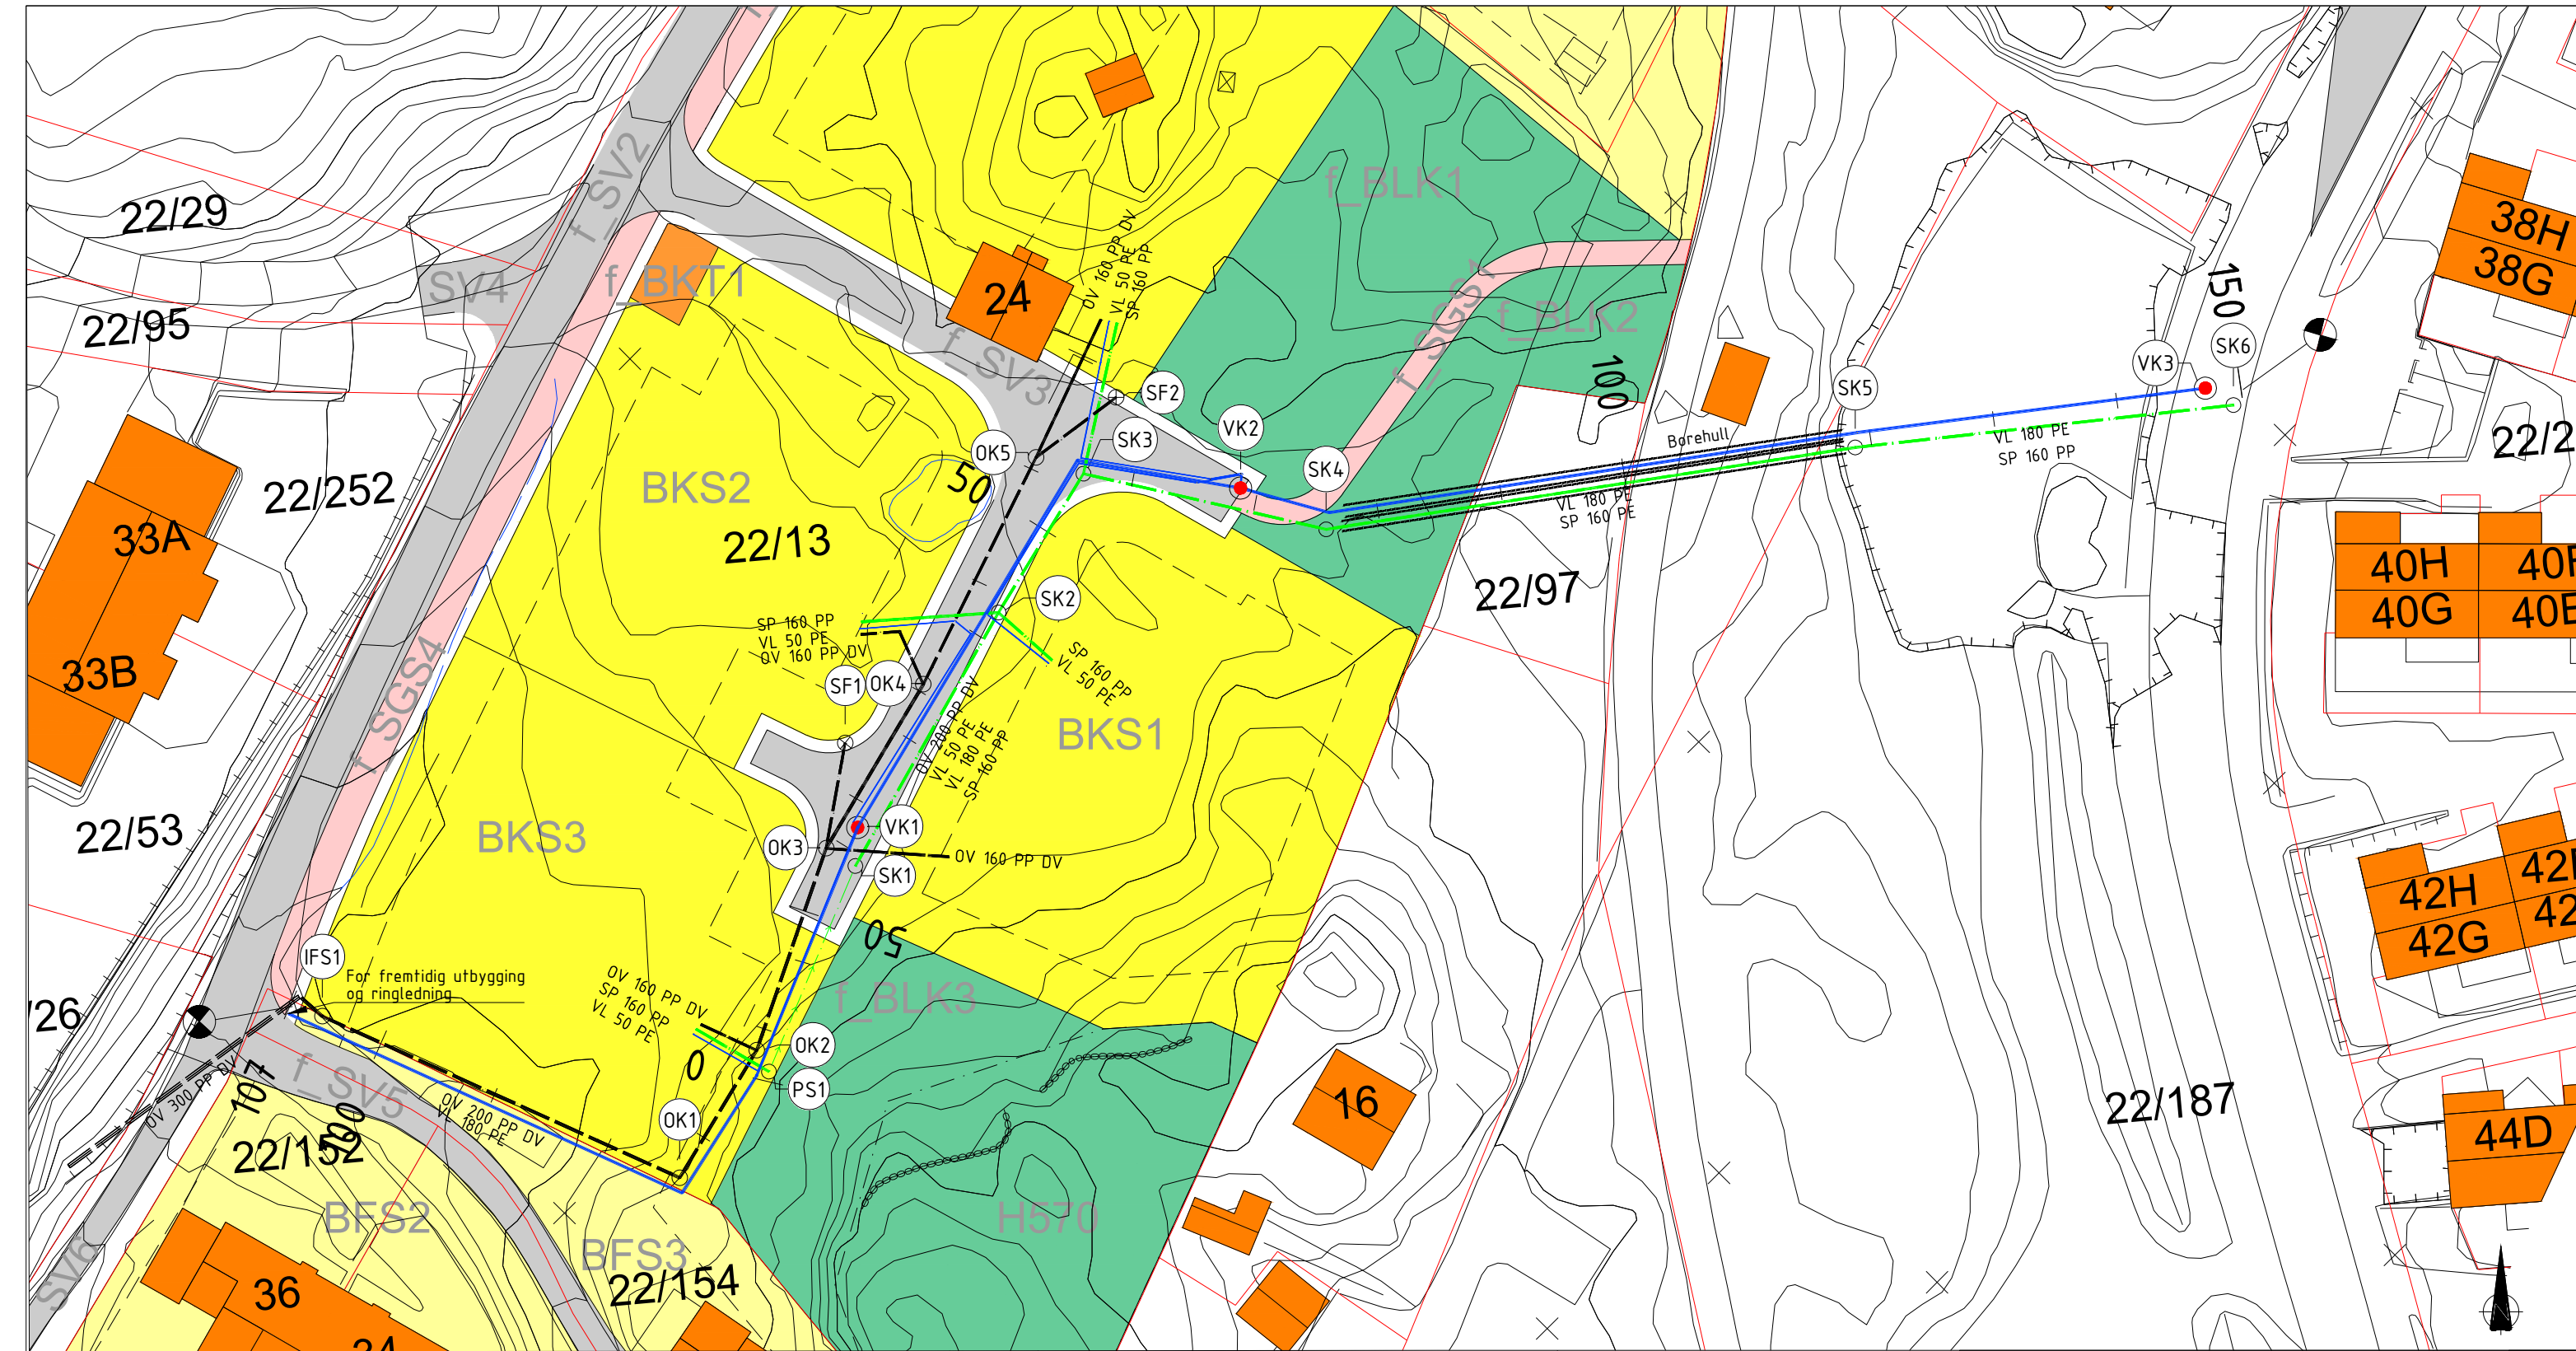 f_SV2
22/29
SV4
f_BKT1
22/95
24
OV 160 PP DV
VL 50 PE
SP 160 PP
f_SV3
f_BLK1
f_SGS1
f_BLK2
100
38H
38G
150
VK3
SK6
SK5
SF2
VK2
SK3
SK4
OK5
50
Borehull
VL 180 PE
SP 160 PP
VL 180 PE
SP 160 PE
22/2
BKS2
22/13
22/252
33A
33B
f_SGS4
22/97
40H
40G
40E
SK2
SP 160 PP
VL 50 PE
OV 160 PP DV
SP 160 PP
VL 50 PE
SF1
OK4
OV 200 PP DV
VL 50 PE
VL 180 PE
SP 160 PP
BKS1
22/53
BKS3
OK3
VK1
SK1
OV 160 PP DV
50
42H
42G
42
IFS1
For fremtidig utbygging
og ringledning
/26
OV 160 PP DV
SP 160 PP
VL 50 PE
f_BLK3
OK2
PS1
0
OK1
f_SV5
OV 300 PP DV
107
100
OV 200 PP DV
VL 180 PE
22/152
16
22/187
44D
BFS2
BFS3
H570
SV6
36
34
22/154